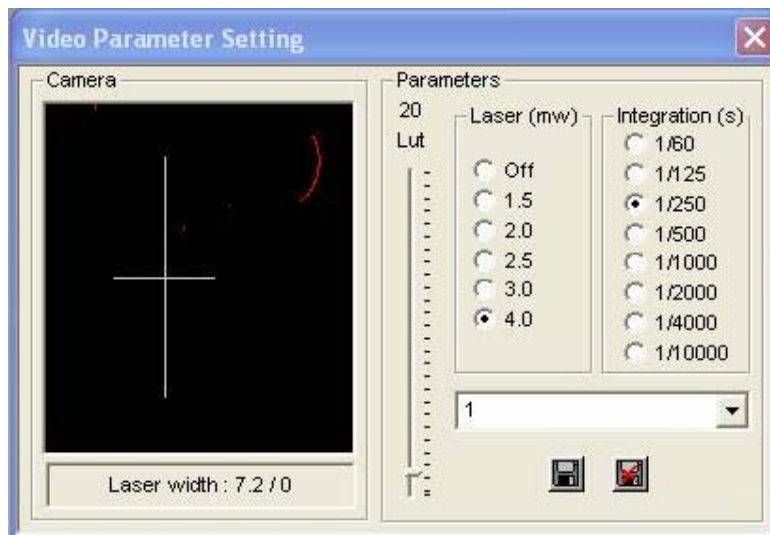 Video Parameter Setting
Camera
Laser width : 7.2 / 0
Parameters
20
Lut
Laser (mw)
Off
1.5
2.0
2.5
3.0
4.0
Integration (s)
1/60
1/125
1/250
1/500
1/1000
1/2000
1/4000
1/10000
1